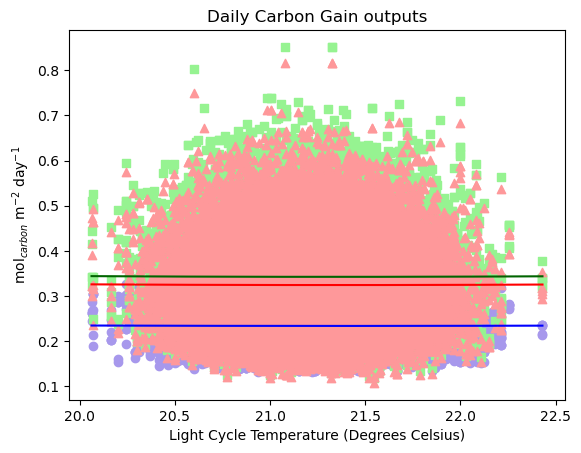 Daily Carbon Gain outputs
mol_carbon m⁻² day⁻¹
0.8
0.7
0.6
0.5
0.4
0.3
0.2
0.1
20.0 20.5 21.0 21.5 22.0 22.5
Light Cycle Temperature (Degrees Celsius)